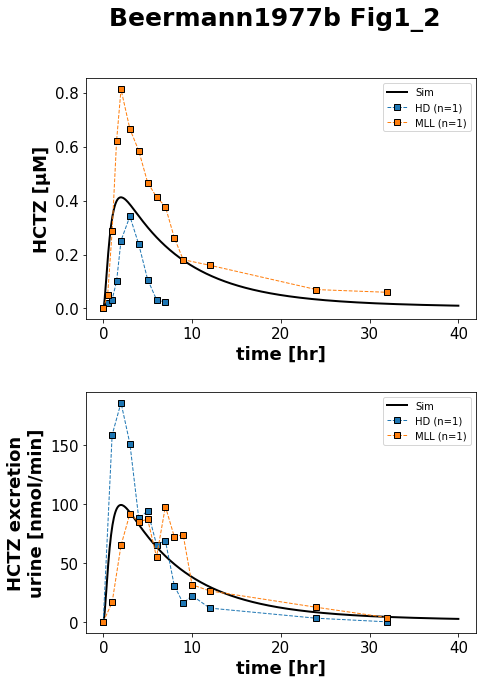 Beermann1977b Fig1_2
HCTZ [µM]
0.8
0.6
0.4
0.2
0.0
Sim
HD (n=1)
MLL (n=1)
0 10 20 30 40
time [hr]
HCTZ excretion
urine [nmol/min]
150
100
50
0
Sim
HD (n=1)
MLL (n=1)
0 10 20 30 40
time [hr]